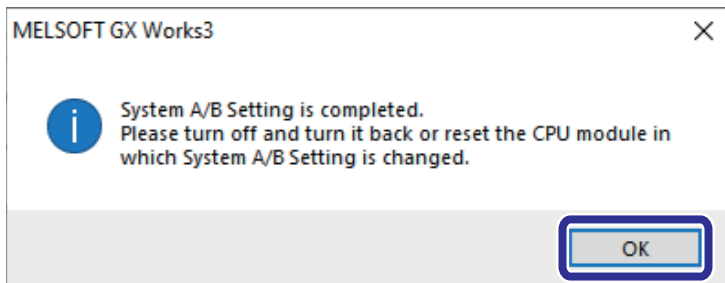 MELSOFT GX Works3
System A/B Setting is completed.
Please turn off and turn it back or reset the CPU module in
which System A/B Setting is changed.
OK